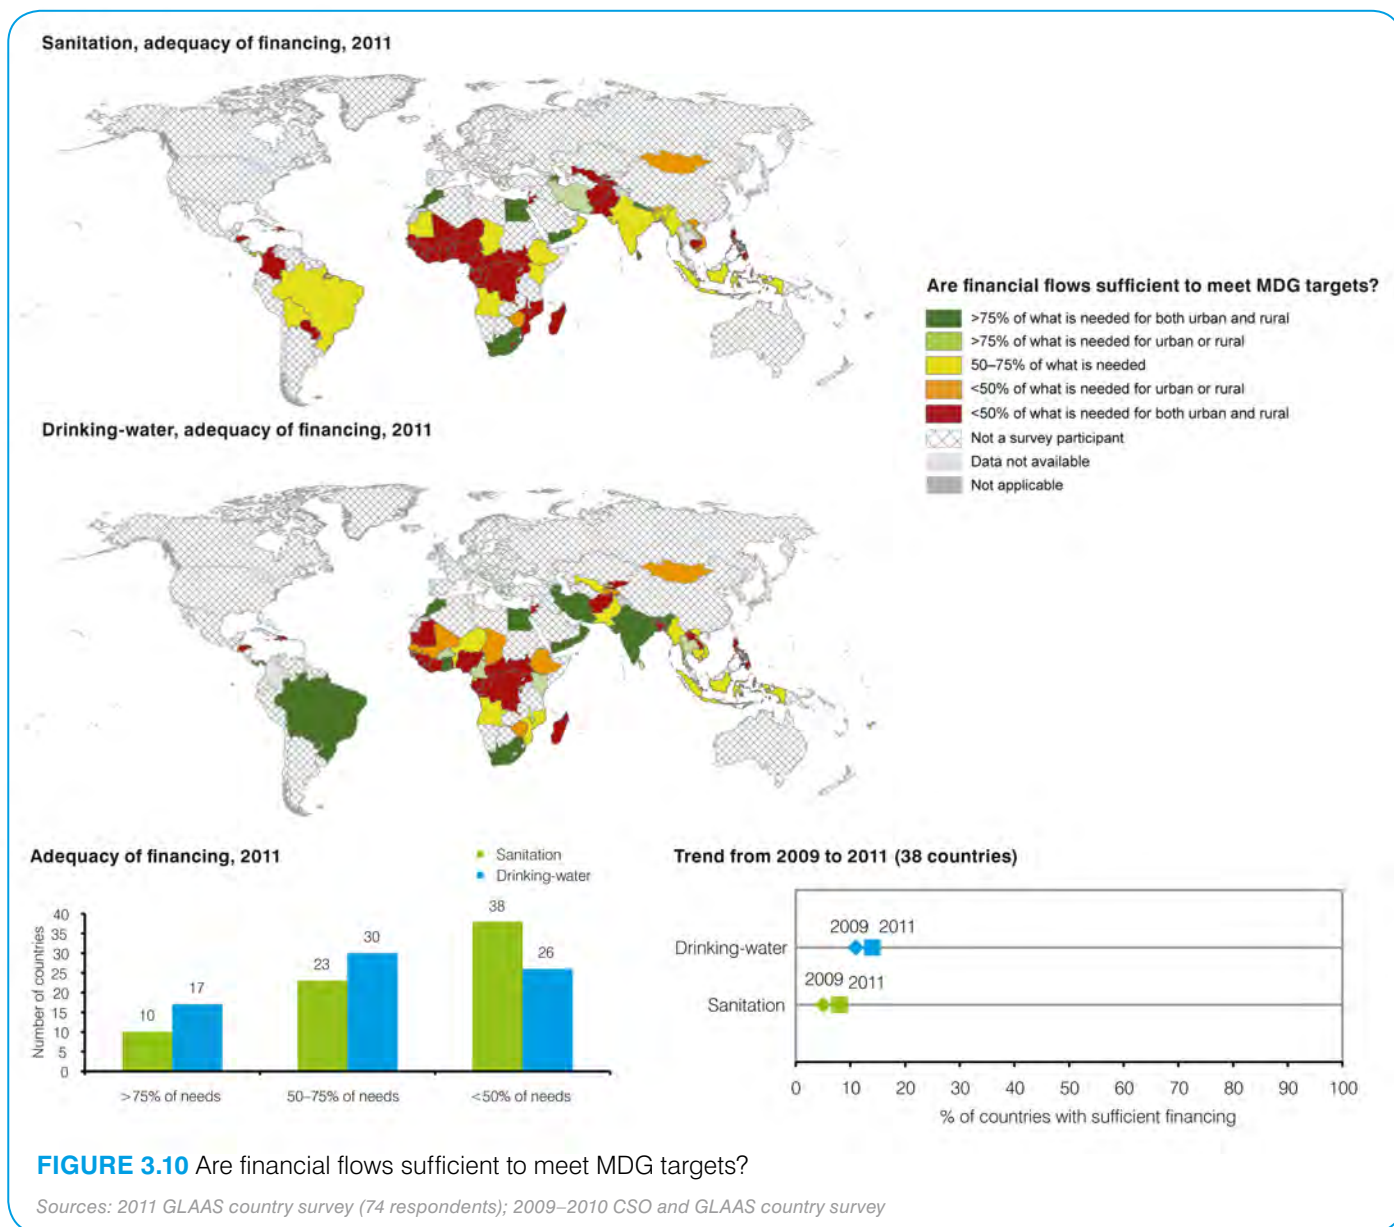 Sanitation, adequacy of financing, 2011
Are financial flows sufficient to meet MDG targets?
>75% of what is needed for both urban and rural
>75% of what is needed for urban or rural
50–75% of what is needed
<50% of what is needed for urban or rural
<50% of what is needed for both urban and rural
Not a survey participant
Data not available
Not applicable
Drinking-water, adequacy of financing, 2011
Adequacy of financing, 2011
Sanitation
Drinking-water
Number of countries
40
35
30
25
20
15
10
5
0
10
17
23
30
38
26
>75% of needs
50–75% of needs
<50% of needs
Trend from 2009 to 2011 (38 countries)
Drinking-water
2009 2011
Sanitation
2009 2011
0 10 20 30 40 50 60 70 80 90 100
% of countries with sufficient financing
FIGURE 3.10 Are financial flows sufficient to meet MDG targets?
Sources: 2011 GLAAS country survey (74 respondents); 2009–2010 CSO and GLAAS country survey